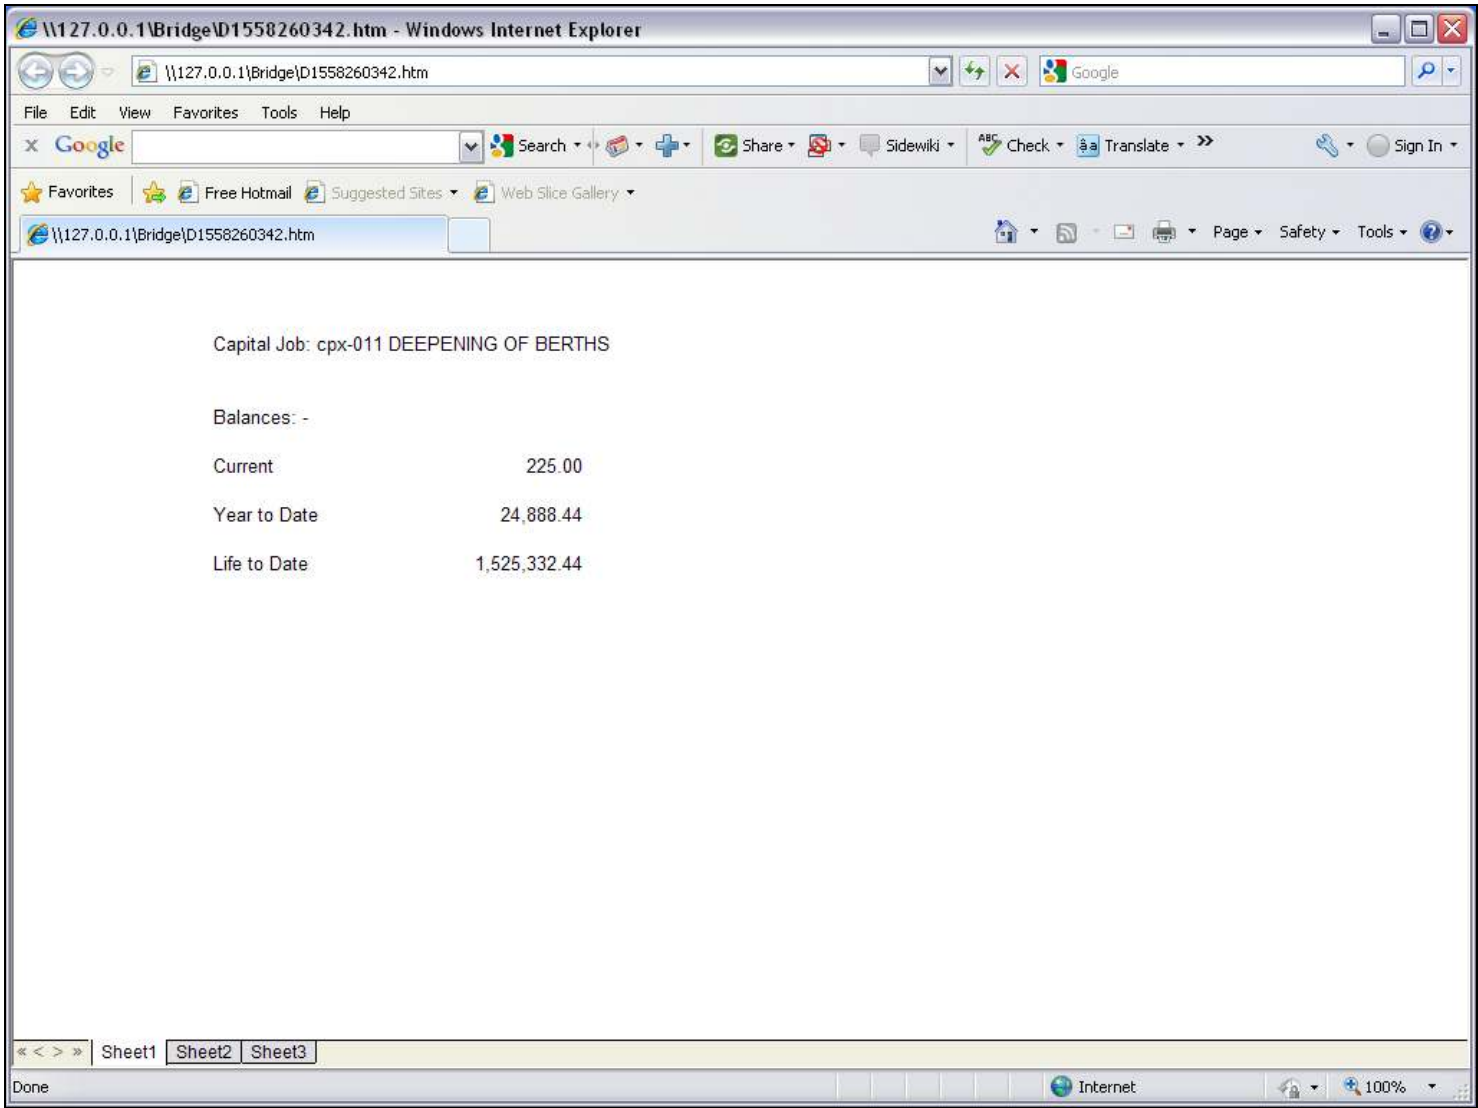 \\127.0.0.1\Bridge\D1558260342.htm - Windows Internet Explorer
\\127.0.0.1\Bridge\D1558260342.htm Google
File Edit View Favorites Tools Help
x Google Search Share Sidewiki ABC Check âa Translate » Sign In
Favorites Free Hotmail Suggested Sites Web Slice Gallery
\\127.0.0.1\Bridge\D1558260342.htm Page Safety Tools
Capital Job: cpx-011 DEEPENING OF BERTHS
Balances: -
Current 225.00
Year to Date 24,888.44
Life to Date 1,525,332.44
« < > » Sheet1 Sheet2 Sheet3
Done Internet 100%